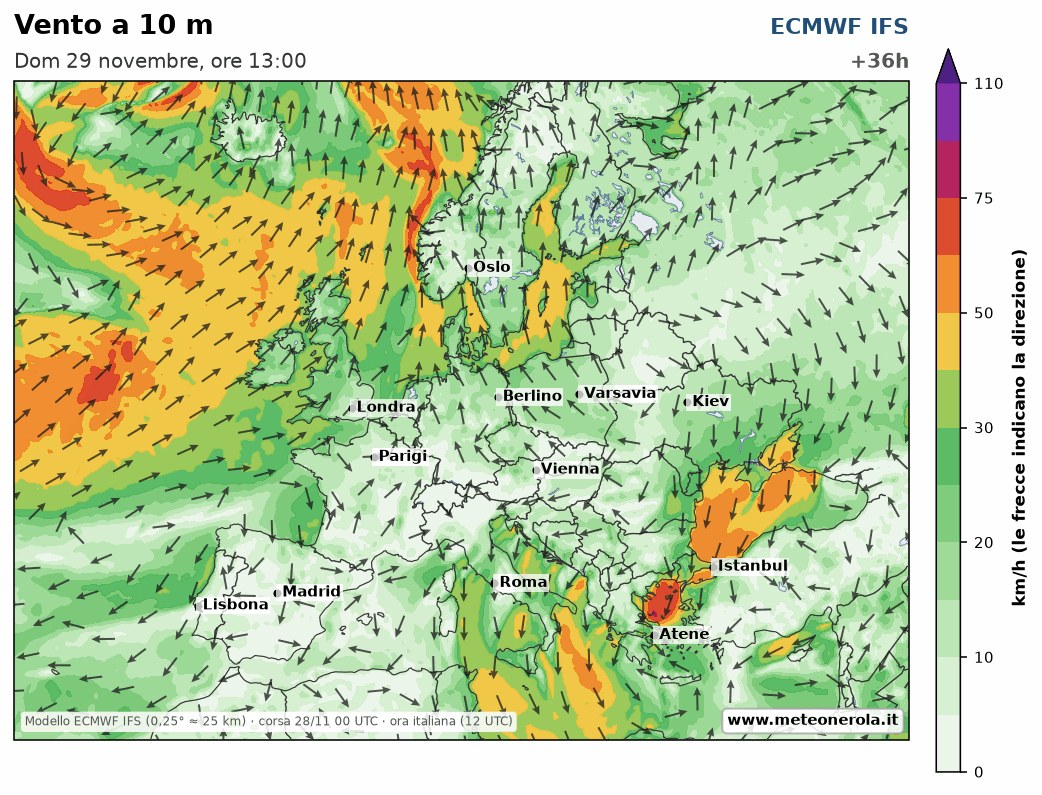 Vento a 10 m
ECMWF IFS
Dom 29 novembre, ore 13:00
+36h
110
75
50
30
20
10
0
km/h (le frecce indicano la direzione)
Oslo
Berlino
Varsavia
Londra
Kiev
Parigi
Vienna
Istanbul
Roma
Madrid
Lisbona
Atene
Modello ECMWF IFS (0,25° ≈ 25 km) · corsa 28/11 00 UTC · ora italiana (12 UTC)
www.meteonerola.it